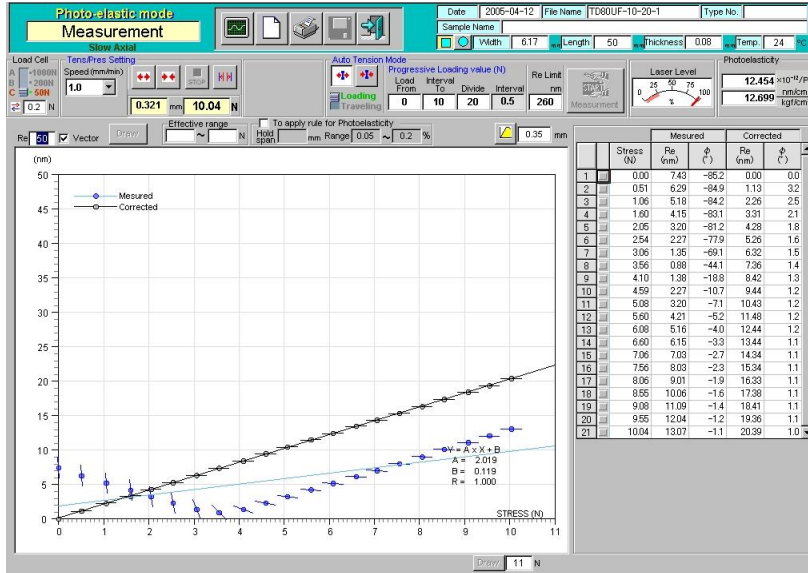 Photo-elastic mode
Measurement
Slow Axial
Date 2005-04-12 File Name TD80UF-10-20-1 Type No.
Sample Name
Width 6.17 mm Length 50 mm Thickness 0.08 mm Temp. 24 °C
Load Cell
A =1000N
B =200N
C = 50N
0.2 N
Tens/Pres Setting
Speed (mm/min)
1.0
STOP
0.321 mm 10.04 N
Auto Tension Mode
Loading
Traveling
Progressive Loading value (N)
Load From Interval To Divide Interval
0 10 20 0.5
Re Limit
nm
260
START
Measurment
Laser Level
0 25 50 75 100
%
Photoelasticity
12.454 ×10⁻¹²/P
12.699 nm/cm kgf/cm
Re 50 Vector Draw
Effective range
~ N
To apply rule for Photoelasticity
Hold span mm Range 0.05 ~ 0.2 %
0.35 mm
(nm)
50
45
40
35
30
25
20
15
10
5
0
Mesured
Corrected
Y = A x X + B
A = 2.019
B = 0.119
R = 1.000
STRESS (N)
0 1 2 3 4 5 6 7 8 9 10 11
Draw 11 N
Mesured Corrected
Stress (N) Re (nm) ϕ (°) Re (nm) ϕ (°)
1 0.00 7.43 -85.2 0.00 0.0
2 0.51 6.29 -84.9 1.13 3.2
3 1.06 5.18 -84.2 2.26 2.5
4 1.60 4.15 -83.1 3.31 2.1
5 2.05 3.20 -81.2 4.28 1.8
6 2.54 2.27 -77.9 5.26 1.6
7 3.06 1.35 -69.1 6.32 1.5
8 3.56 0.88 -44.1 7.36 1.4
9 4.10 1.38 -18.8 8.42 1.3
10 4.59 2.27 -10.7 9.44 1.2
11 5.08 3.20 -7.1 10.43 1.2
12 5.60 4.21 -5.2 11.48 1.2
13 6.08 5.16 -4.0 12.44 1.2
14 6.60 6.15 -3.3 13.44 1.1
15 7.06 7.03 -2.7 14.34 1.1
16 7.56 8.03 -2.3 15.34 1.1
17 8.06 9.01 -1.9 16.33 1.1
18 8.55 10.06 -1.6 17.38 1.1
19 9.08 11.09 -1.4 18.41 1.1
20 9.55 12.04 -1.2 19.36 1.1
21 10.04 13.07 -1.1 20.39 1.0